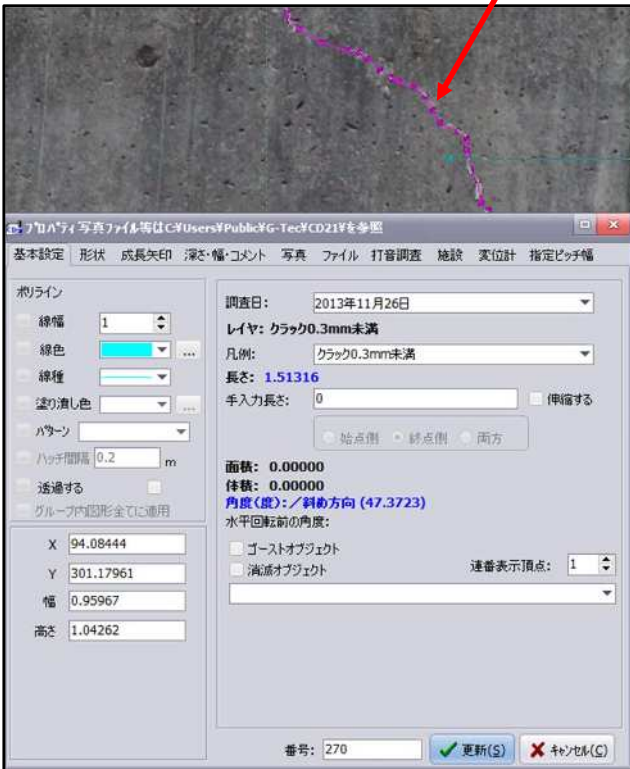 プロパティ 写真ファイル等はC:¥Users¥Public¥G-Tec¥CD21¥を参照
基本設定 形状 成長矢印 深さ・幅・コメント 写真 ファイル 打音調査 施設 変位計 指定ピッチ幅
ポリライン
線幅 1
線色 ...
線種
塗り潰し色 ...
パターン
ハッチ間隔 0.2 m
透過する
グループ内図形全てに適用
X 94.08444
Y 301.17961
幅 0.95967
高さ 1.04262
調査日: 2013年11月26日
レイヤ: クラック0.3mm未満
凡例: クラック0.3mm未満
長さ: 1.51316
手入力長さ: 0 伸縮する
始点側 終点側 両方
面積: 0.00000
体積: 0.00000
角度(度):/斜め方向 (47.3723)
水平回転前の角度:
ゴーストオブジェクト
消滅オブジェクト 連番表示頂点: 1
番号: 270 更新(S) キャンセル(C)